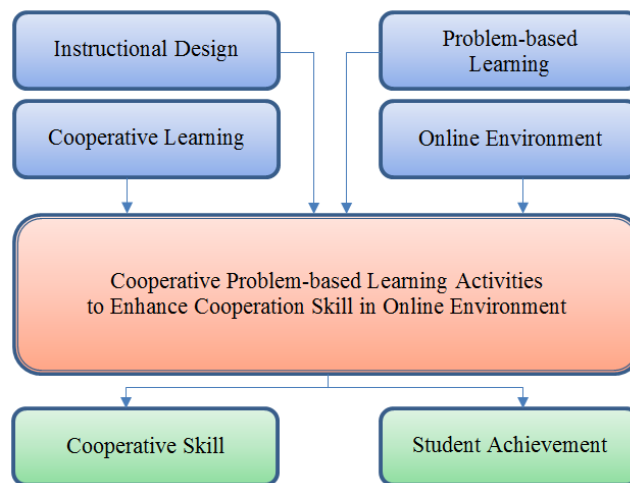 Instructional Design
Problem-based
Learning
Cooperative Learning
Online Environment
Cooperative Problem-based Learning Activities
to Enhance Cooperation Skill in Online Environment
Cooperative Skill
Student Achievement